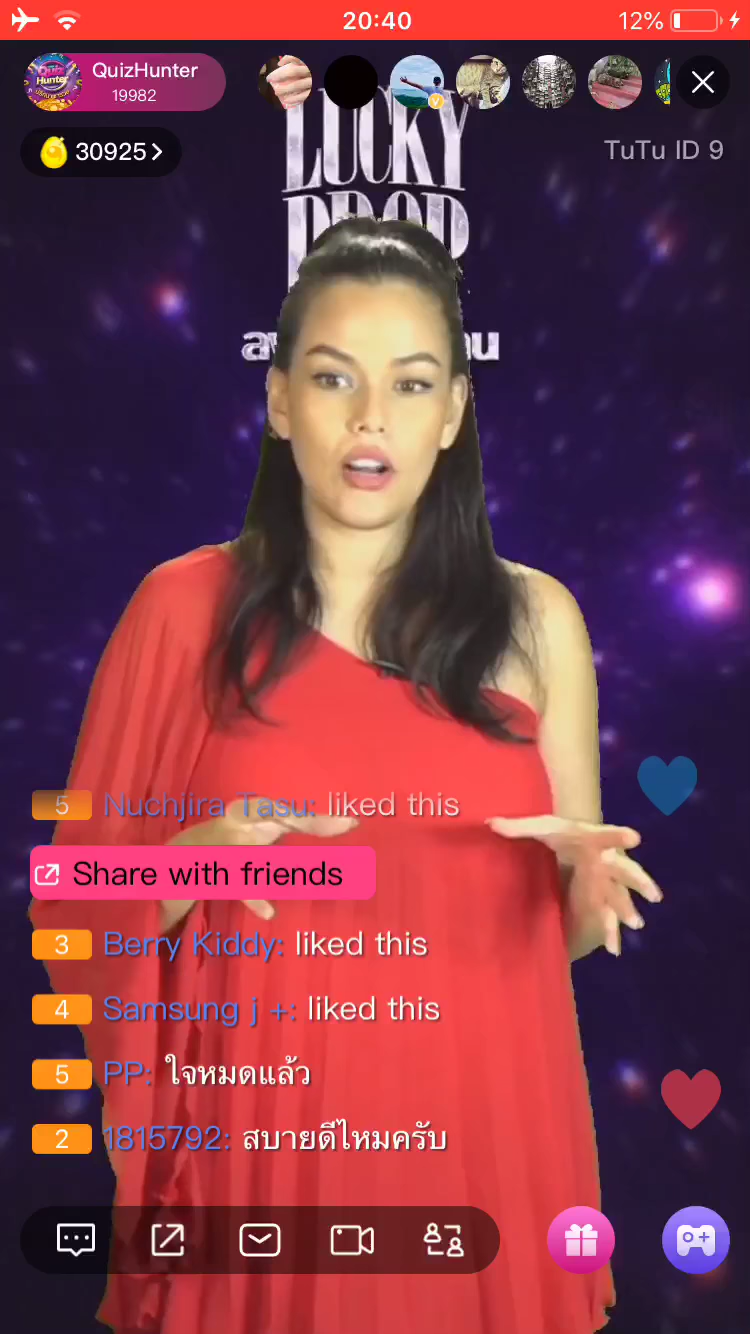 20:40
12%
QuizHunter
19982
30925
TuTu ID 9
LUCKY
DROP
5 Nuchjira Tasu: liked this
Share with friends
3 Berry Kiddy: liked this
4 Samsung j +: liked this
5 PP: ใจหมดแล้ว
2 1815792: สบายดีไหมครับ